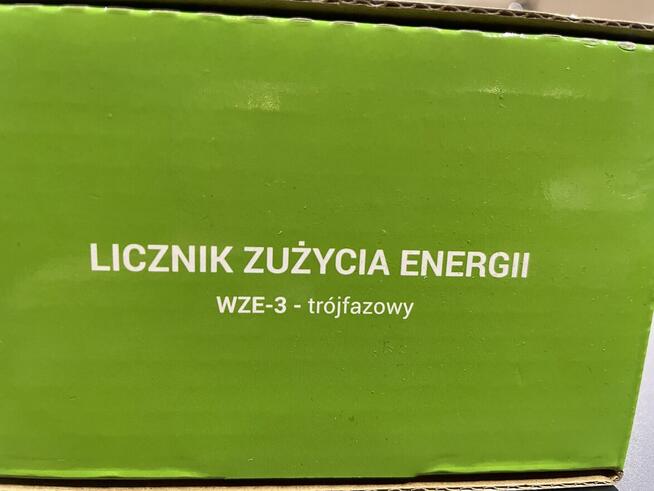 LICZNIK ZUŻYCIA ENERGII
WZE-3 - trójfazowy